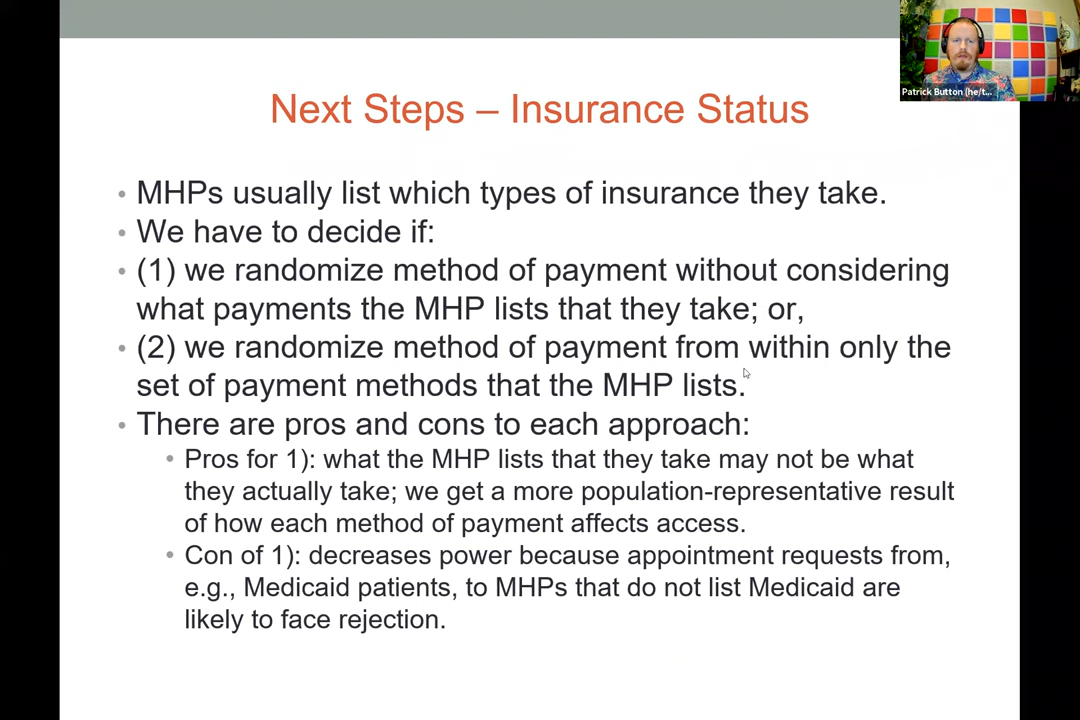 Patrick Button (he/t...
Next Steps – Insurance Status
• MHPs usually list which types of insurance they take.
• We have to decide if:
• (1) we randomize method of payment without considering
what payments the MHP lists that they take; or,
• (2) we randomize method of payment from within only the
set of payment methods that the MHP lists.
• There are pros and cons to each approach:
• Pros for 1): what the MHP lists that they take may not be what
they actually take; we get a more population-representative result
of how each method of payment affects access.
• Con of 1): decreases power because appointment requests from,
e.g., Medicaid patients, to MHPs that do not list Medicaid are
likely to face rejection.